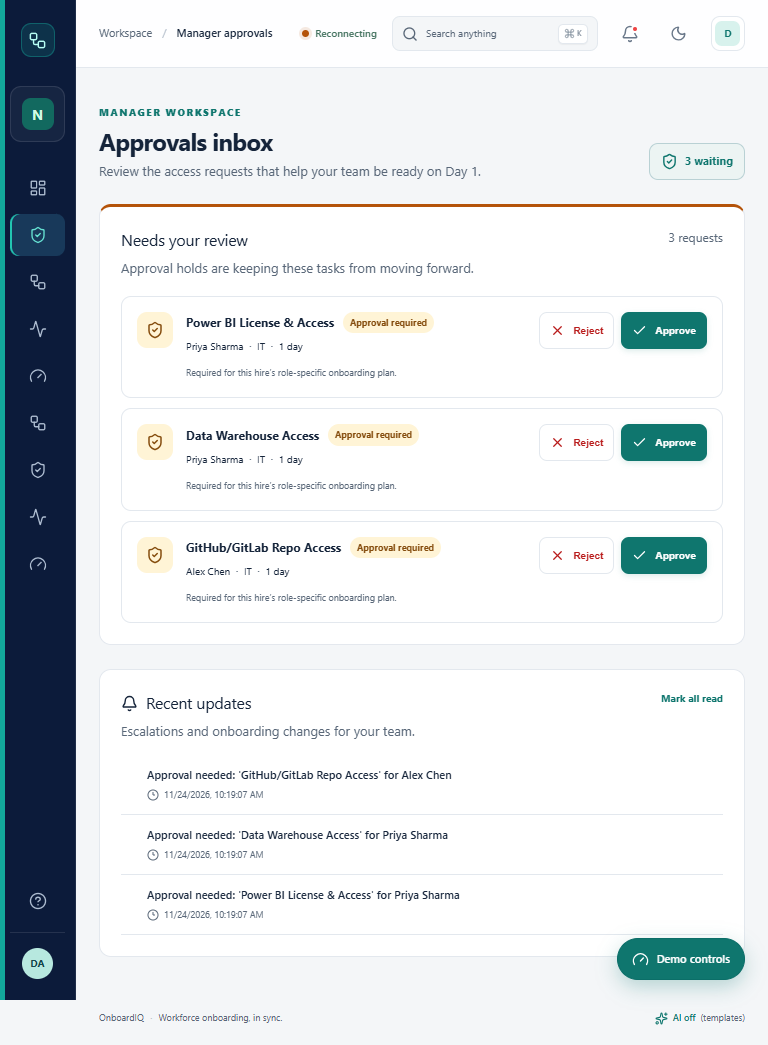 Workspace / Manager approvals
Reconnecting
Search anything
⌘ K
D
N
MANAGER WORKSPACE
Approvals inbox
Review the access requests that help your team be ready on Day 1.
3 waiting
Needs your review
3 requests
Approval holds are keeping these tasks from moving forward.
Power BI License & Access
Approval required
Reject
Approve
Priya Sharma · IT · 1 day
Required for this hire's role-specific onboarding plan.
Data Warehouse Access
Approval required
Reject
Approve
Priya Sharma · IT · 1 day
Required for this hire's role-specific onboarding plan.
GitHub/GitLab Repo Access
Approval required
Reject
Approve
Alex Chen · IT · 1 day
Required for this hire's role-specific onboarding plan.
Recent updates
Mark all read
Escalations and onboarding changes for your team.
Approval needed: 'GitHub/GitLab Repo Access' for Alex Chen
11/24/2026, 10:19:07 AM
Approval needed: 'Data Warehouse Access' for Priya Sharma
11/24/2026, 10:19:07 AM
Approval needed: 'Power BI License & Access' for Priya Sharma
11/24/2026, 10:19:07 AM
Demo controls
DA
OnboardIQ · Workforce onboarding, in sync.
AI off (templates)